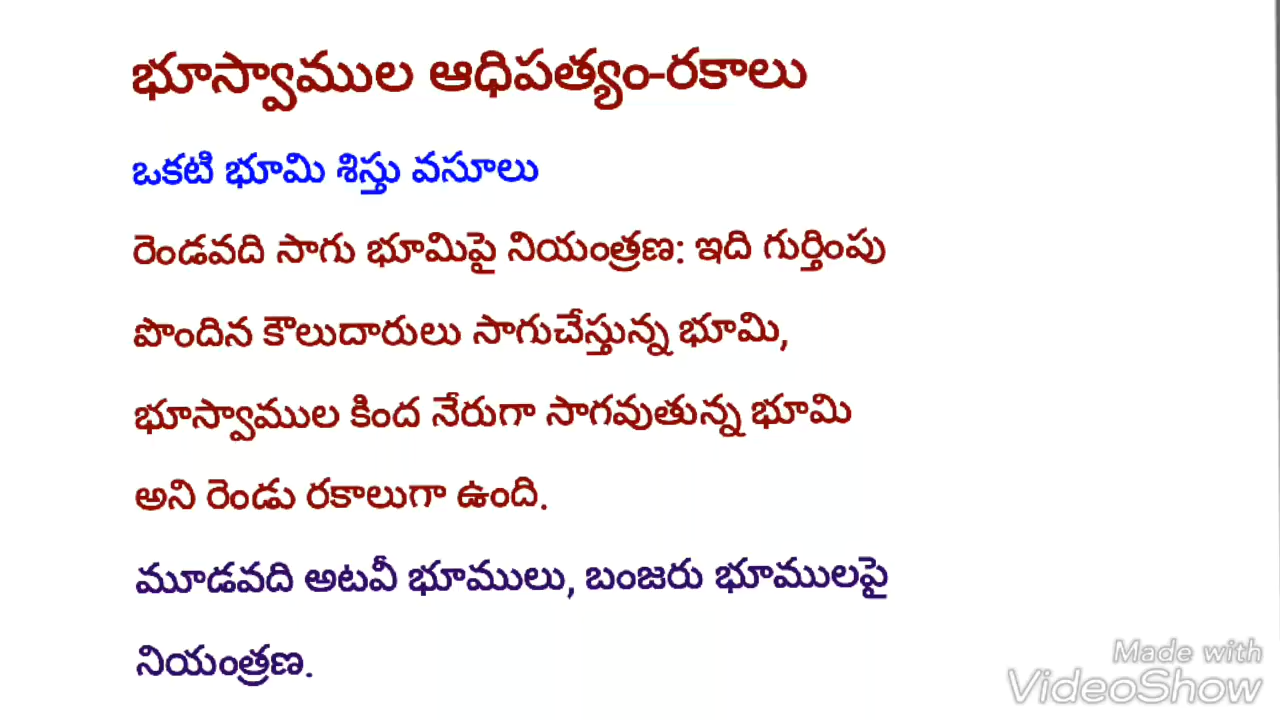 భూస్వాముల ఆధిపత్యం-రకాలు
ఒకటి భూమి శిస్తు వసూలు
రెండవది సాగు భూమిపై నియంత్రణ: ఇది గుర్తింపు
పొందిన కౌలుదారులు సాగుచేస్తున్న భూమి,
భూస్వాముల కింద నేరుగా సాగవుతున్న భూమి
అని రెండు రకాలుగా ఉంది.
మూడవది అటవీ భూములు, బంజరు భూములపై
నియంత్రణ.
Made with
VideoShow